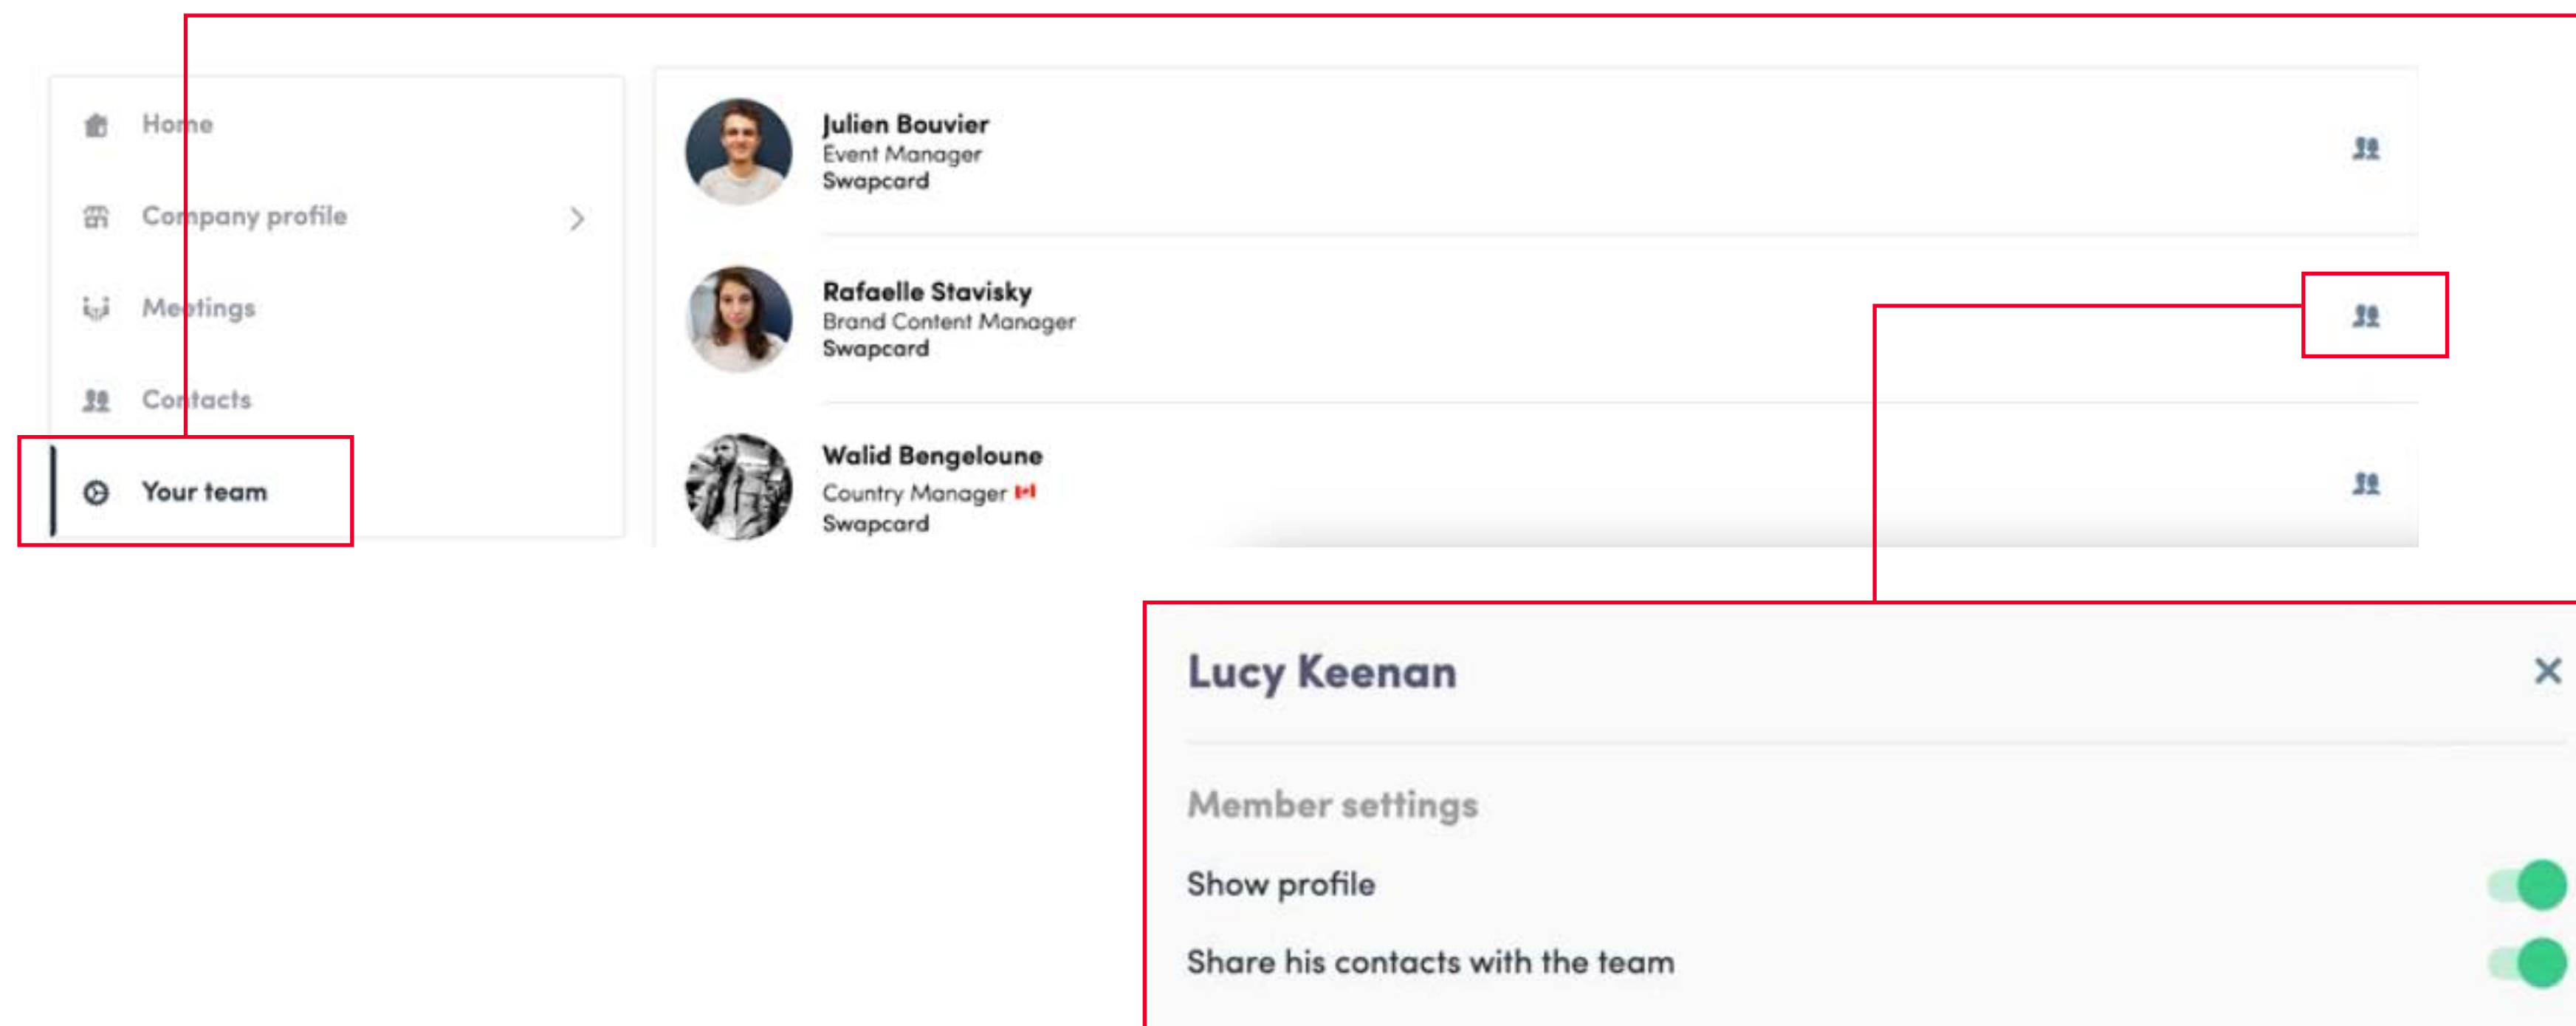 Home
Company profile
Meetings
Contacts
Your team
Julien Bouvier
Event Manager
Swapcard
Rafaelle Stavisky
Brand Content Manager
Swapcard
Walid Bengeloune
Country Manager 🇨🇦
Swapcard
Lucy Keenan
Member settings
Show profile
Share his contacts with the team